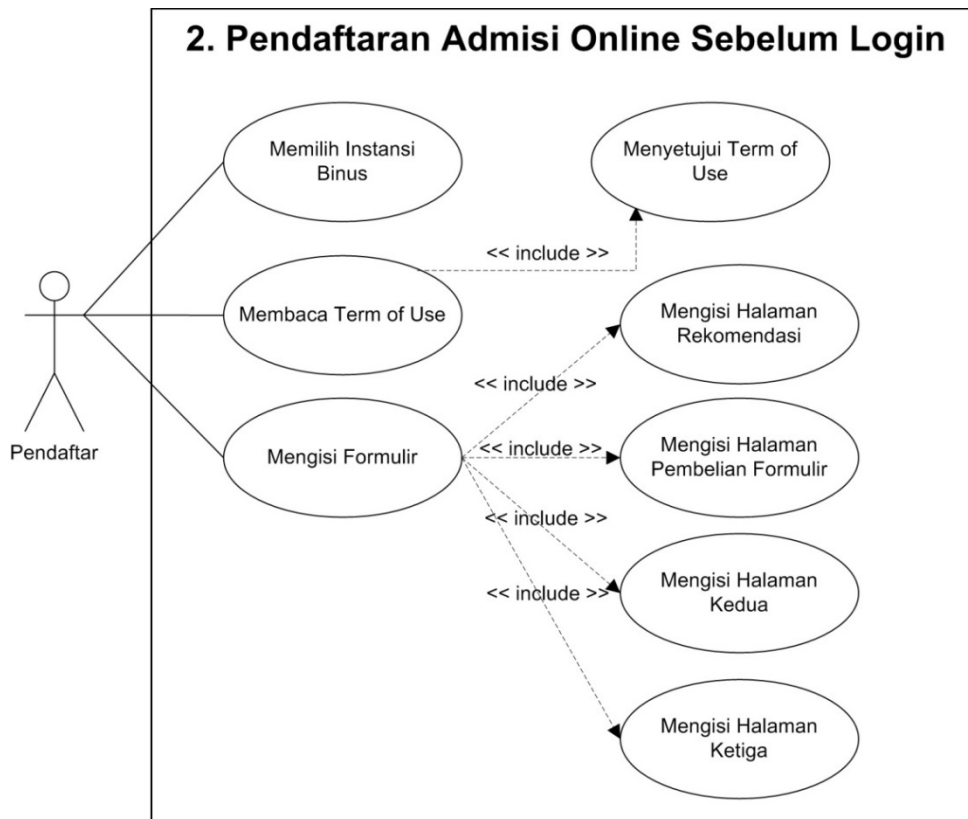 2. Pendaftaran Admisi Online Sebelum Login
Memilih Instansi
Binus
Menyetujui Term of
Use
<< include >>
Membaca Term of Use
Mengisi Halaman
Rekomendasi
<< include >>
Pendaftar
Mengisi Formulir
<< include >>
Mengisi Halaman
Pembelian Formulir
<< include >>
Mengisi Halaman
Kedua
<< include >>
Mengisi Halaman
Ketiga